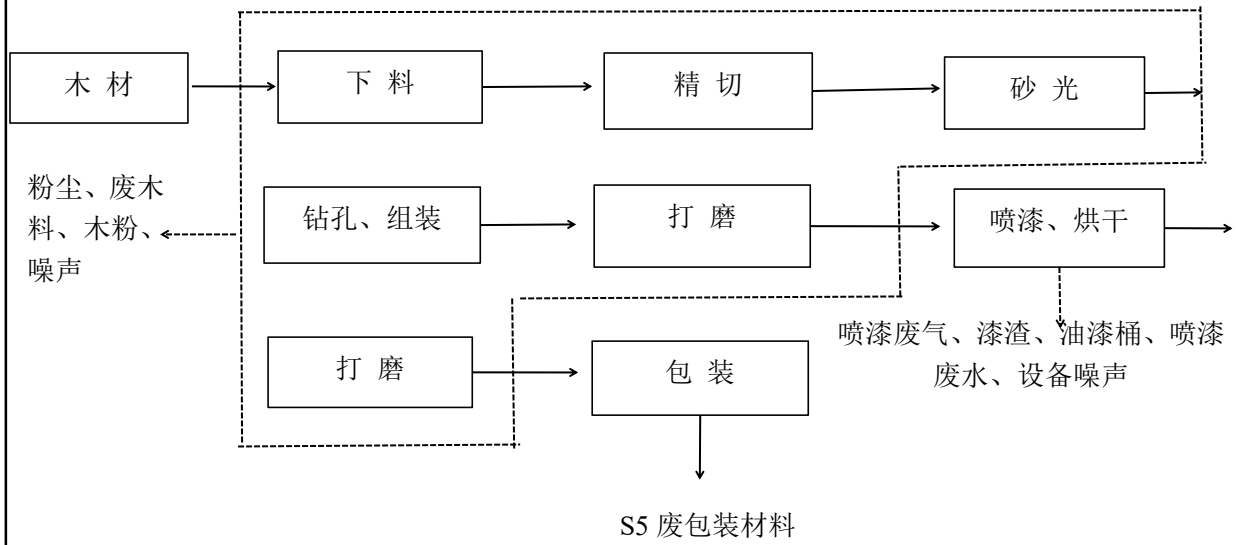 木 材
下 料
精 切
砂 光
粉尘、废木
料、木粉、
噪声
钻孔、组装
打 磨
喷漆、烘干
喷漆废气、漆渣、油漆桶、喷漆
废水、设备噪声
打 磨
包 装
S5 废包装材料